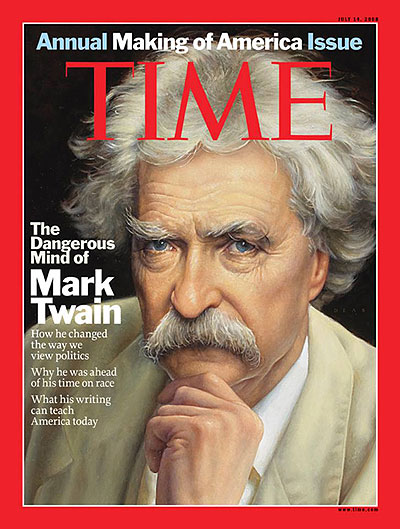 JULY 14, 2008
Annual Making of America Issue
TIME
The
Dangerous
Mind of
Mark
Twain
How he changed
the way we
view politics
Why he was ahead
of his time on race
What his writing
can teach
America today
www.time.com